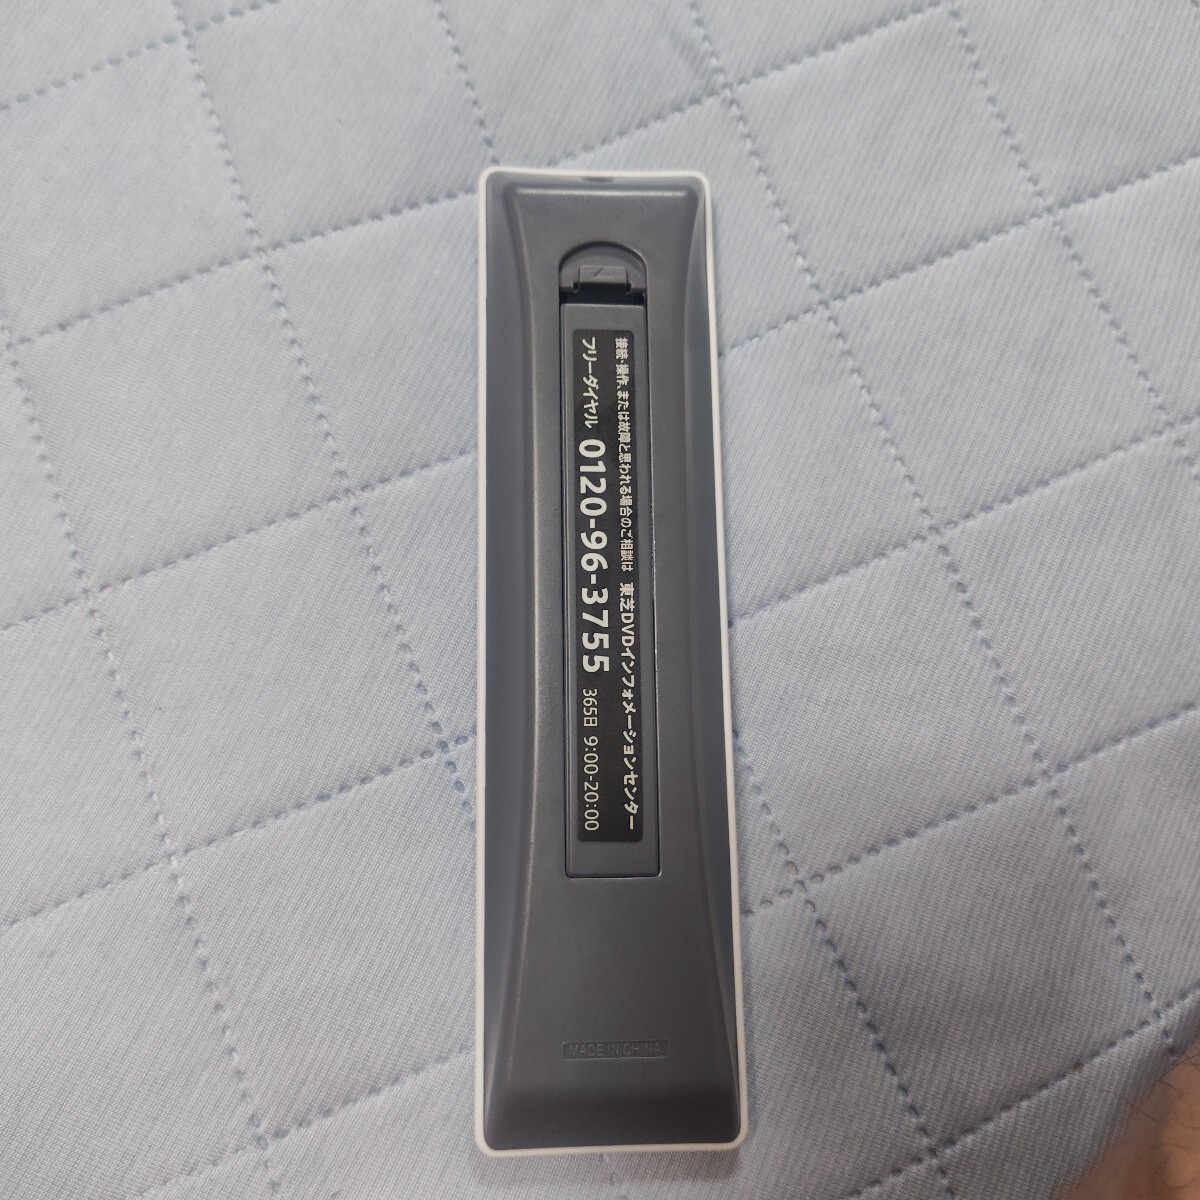 接続・操作、または故障と思われる場合のご相談は 東芝DVDインフォメーションセンター
フリーダイヤル 0120-96-3755 365日 9:00-20:00
MADE IN CHINA